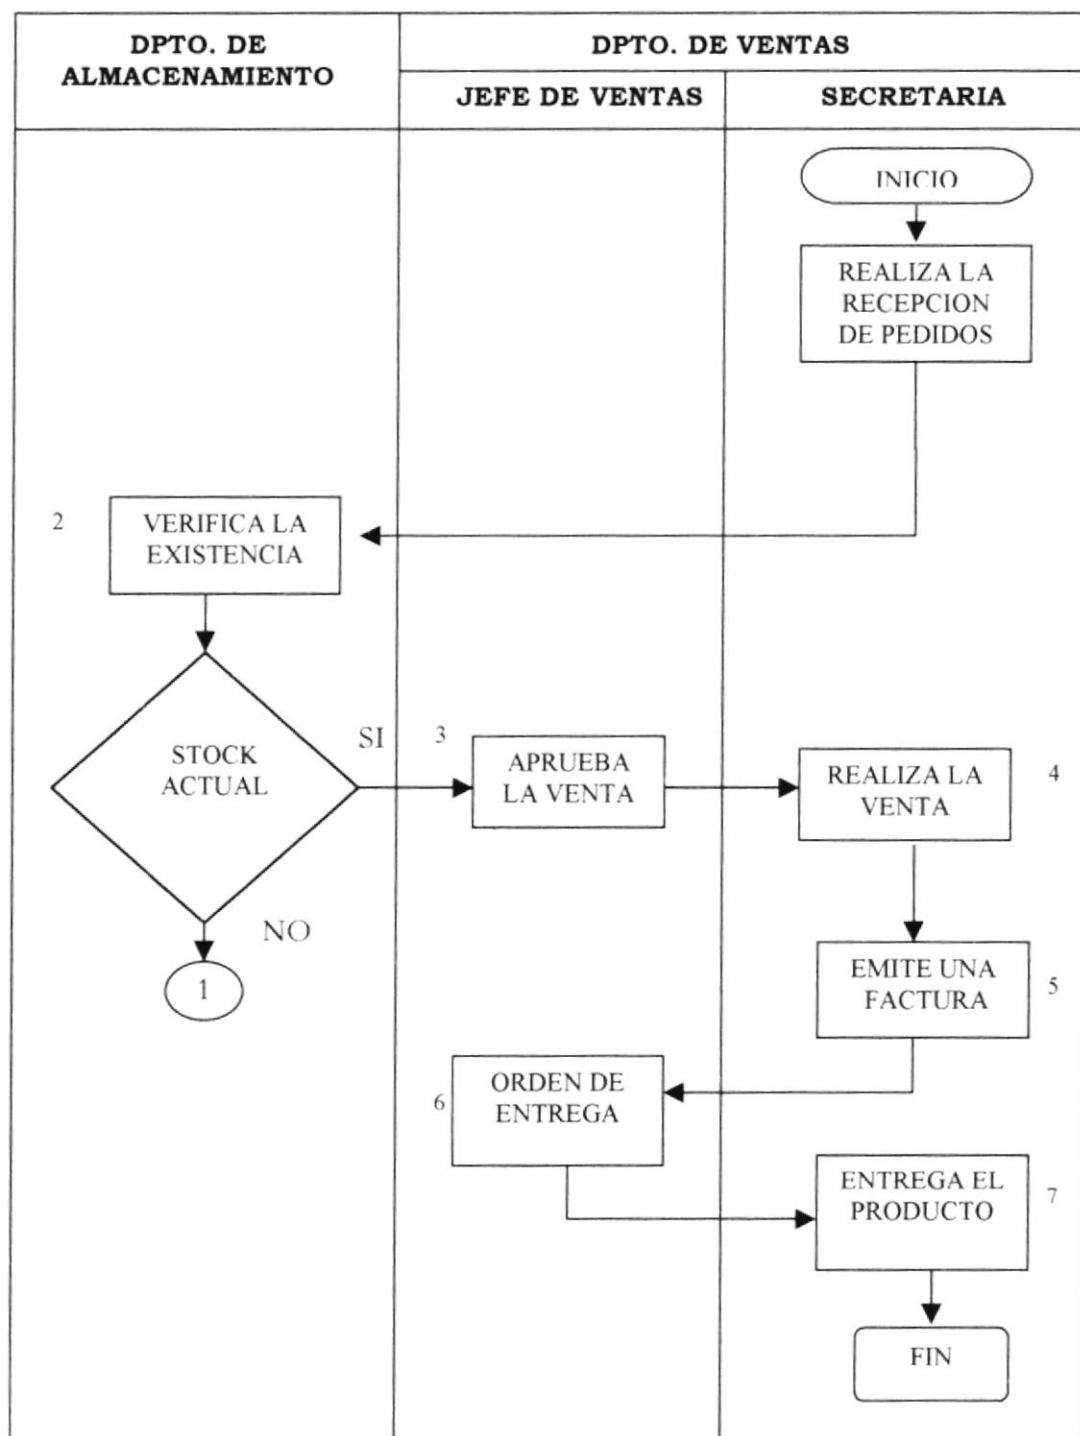 DPTO. DE
ALMACENAMIENTO
DPTO. DE VENTAS
JEFE DE VENTAS
SECRETARIA
INICIO
REALIZA LA
RECEPCION
DE PEDIDOS
2
VERIFICA LA
EXISTENCIA
STOCK
ACTUAL
SI
3
APRUEBA
LA VENTA
REALIZA LA
VENTA
4
NO
1
EMITE UNA
FACTURA
5
6
ORDEN DE
ENTREGA
ENTREGA EL
PRODUCTO
7
FIN